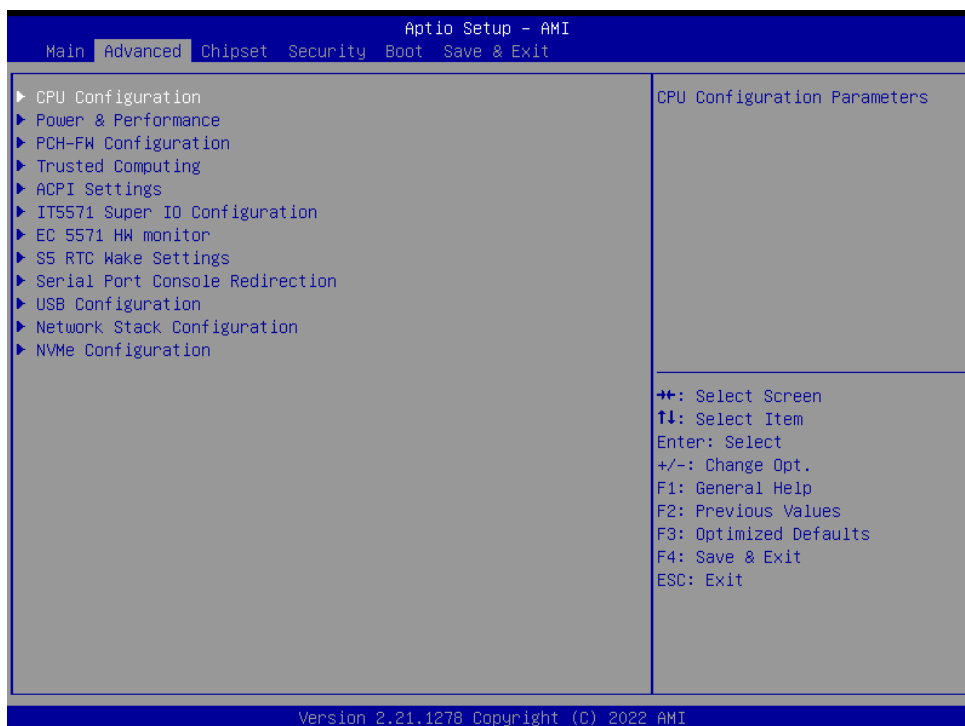 Aptio Setup – AMI
Main Advanced Chipset Security Boot Save & Exit
▶ CPU Configuration
▶ Power & Performance
▶ PCH-FW Configuration
▶ Trusted Computing
▶ ACPI Settings
▶ IT5571 Super IO Configuration
▶ EC 5571 HW monitor
▶ S5 RTC Wake Settings
▶ Serial Port Console Redirection
▶ USB Configuration
▶ Network Stack Configuration
▶ NVMe Configuration
CPU Configuration Parameters
→←: Select Screen
↑↓: Select Item
Enter: Select
+/-: Change Opt.
F1: General Help
F2: Previous Values
F3: Optimized Defaults
F4: Save & Exit
ESC: Exit
Version 2.21.1278 Copyright (C) 2022 AMI